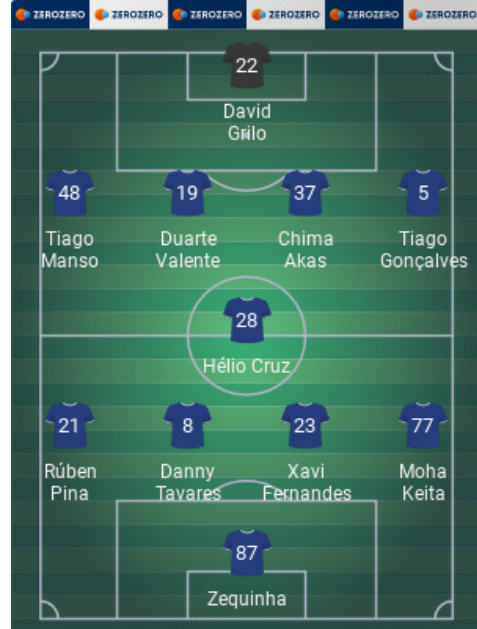 ZEROZERO ZEROZERO ZEROZERO ZEROZERO ZEROZERO ZEROZERO
22
David
Grilo
48 19 37 5
Tiago Duarte Chima Tiago
Manso Valente Akas Gonçalves
28
Hélio Cruz
21 8 23 77
Rúben Danny Xavi Moha
Pina Tavares Fernandes Keita
87
Zequinha